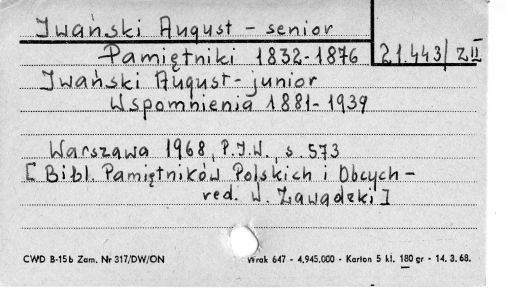 Iwański August - senior
Pamiętniki 1832-1876 21.443/ZII
Iwański August - junior
Wspomnienia 1881-1939
Warszawa 1968, P.I.W., s. 573
[Bibl. Pamiętników Polskich i Obcych -
red. W. Zawadzki]
CWD B-15b Zam. Nr 317/DW/ON Wrak 647 - 4.945.000 - Karton 5 kl. 180 gr - 14. 3. 68.